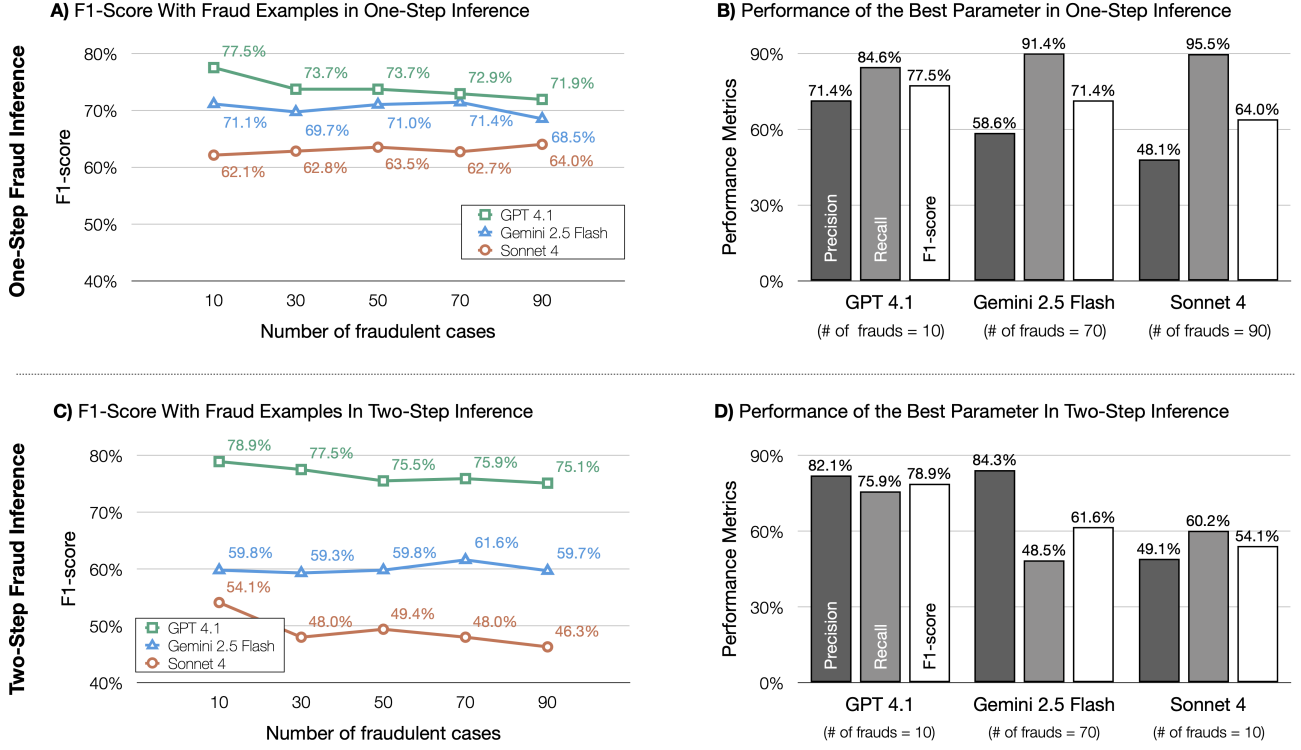 A) F1-Score With Fraud Examples in One-Step Inference
One-Step Fraud Inference
F1-score
80%
70%
60%
50%
40%
77.5%
73.7%
73.7%
72.9%
71.9%
71.1%
69.7%
71.0%
71.4%
68.5%
62.1%
62.8%
63.5%
62.7%
64.0%
GPT 4.1
Gemini 2.5 Flash
Sonnet 4
10 30 50 70 90
Number of fraudulent cases
B) Performance of the Best Parameter in One-Step Inference
Performance Metrics
90%
60%
30%
0%
71.4% 84.6% 77.5%
58.6% 91.4% 71.4%
48.1% 95.5% 64.0%
Precision
Recall
F1-score
GPT 4.1 Gemini 2.5 Flash Sonnet 4
(# of frauds = 10) (# of frauds = 70) (# of frauds = 90)
C) F1-Score With Fraud Examples In Two-Step Inference
Two-Step Fraud Inference
F1-score
80%
70%
60%
50%
40%
78.9%
77.5%
75.5%
75.9%
75.1%
59.8%
59.3%
59.8%
61.6%
59.7%
54.1%
48.0%
49.4%
48.0%
46.3%
GPT 4.1
Gemini 2.5 Flash
Sonnet 4
10 30 50 70 90
Number of fraudulent cases
D) Performance of the Best Parameter In Two-Step Inference
Performance Metrics
90%
60%
30%
0%
82.1% 75.9% 78.9%
84.3% 48.5% 61.6%
49.1% 60.2% 54.1%
Precision
Recall
F1-score
GPT 4.1 Gemini 2.5 Flash Sonnet 4
(# of frauds = 10) (# of frauds = 70) (# of frauds = 10)